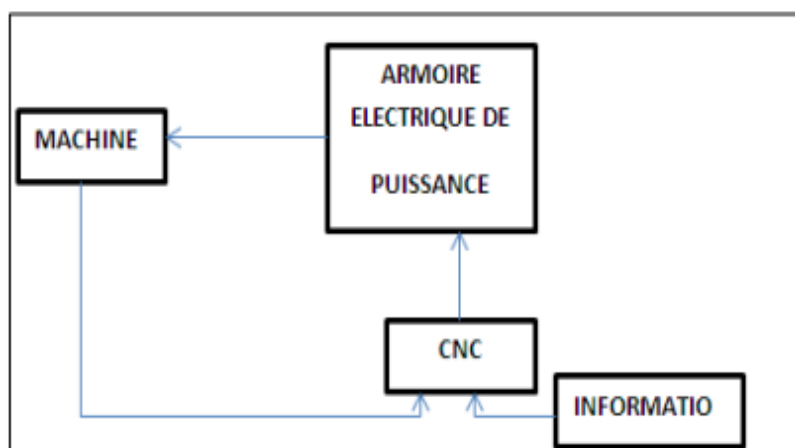 ARMOIRE
ELECTRIQUE DE
PUISSANCE
MACHINE
CNC
INFORMATIO